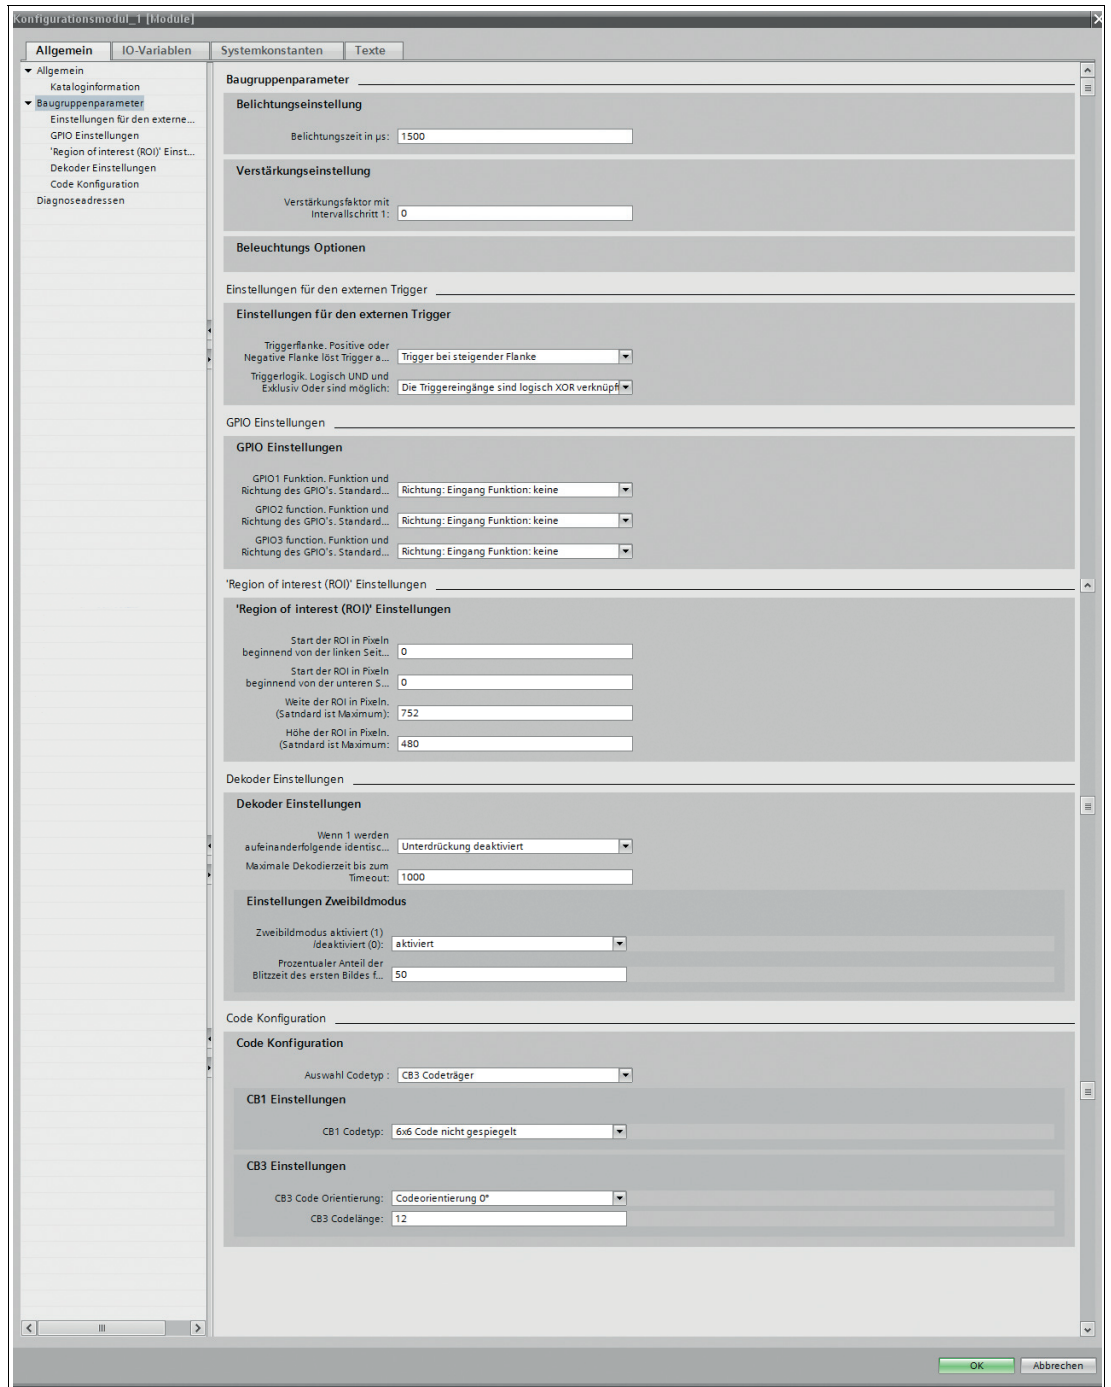 Konfigurationsmodul_1 [Module]
Allgemein
IO-Variablen
Systemkonstanten
Texte
Allgemein
Kataloginformation
Baugruppenparameter
Einstellungen für den externe...
GPIO Einstellungen
'Region of interest (ROI)' Einst...
Dekoder Einstellungen
Code Konfiguration
Diagnoseadressen
Baugruppenparameter
Belichtungseinstellung
Belichtungszeit in µs: 1500
Verstärkungseinstellung
Verstärkungsfaktor mit
Intervallschritt 1: 0
Beleuchtungs Optionen
Einstellungen für den externen Trigger
Einstellungen für den externen Trigger
Triggerflanke. Positive oder
Negative Flanke löst Trigger a... Trigger bei steigender Flanke
Triggerlogik. Logisch UND und
Exklusiv Oder sind möglich: Die Triggereingänge sind logisch XOR verknüpf
GPIO Einstellungen
GPIO Einstellungen
GPIO1 Funktion. Funktion und
Richtung des GPIO's. Standard... Richtung: Eingang Funktion: keine
GPIO2 function. Funktion und
Richtung des GPIO's. Standard... Richtung: Eingang Funktion: keine
GPIO3 function. Funktion und
Richtung des GPIO's. Standard... Richtung: Eingang Funktion: keine
'Region of interest (ROI)' Einstellungen
'Region of interest (ROI)' Einstellungen
Start der ROI in Pixeln
beginnend von der linken Seit... 0
Start der ROI in Pixeln
beginnend von der unteren S... 0
Weite der ROI in Pixeln.
(Satndard ist Maximum): 752
Höhe der ROI in Pixeln.
(Satndard ist Maximum: 480
Dekoder Einstellungen
Dekoder Einstellungen
Wenn 1 werden
aufeinanderfolgende identisc... Unterdrückung deaktiviert
Maximale Dekodierzeit bis zum
Timeout: 1000
Einstellungen Zweibildmodus
Zweibildmodus aktiviert (1)
/deaktiviert (0): aktiviert
Prozentualer Anteil der
Blitzzeit des ersten Bildes f... 50
Code Konfiguration
Code Konfiguration
Auswahl Codetyp : CB3 Codeträger
CB1 Einstellungen
CB1 Codetyp: 6x6 Code nicht gespiegelt
CB3 Einstellungen
CB3 Code Orientierung: Codeorientierung 0°
CB3 Codelänge: 12
OK
Abbrechen